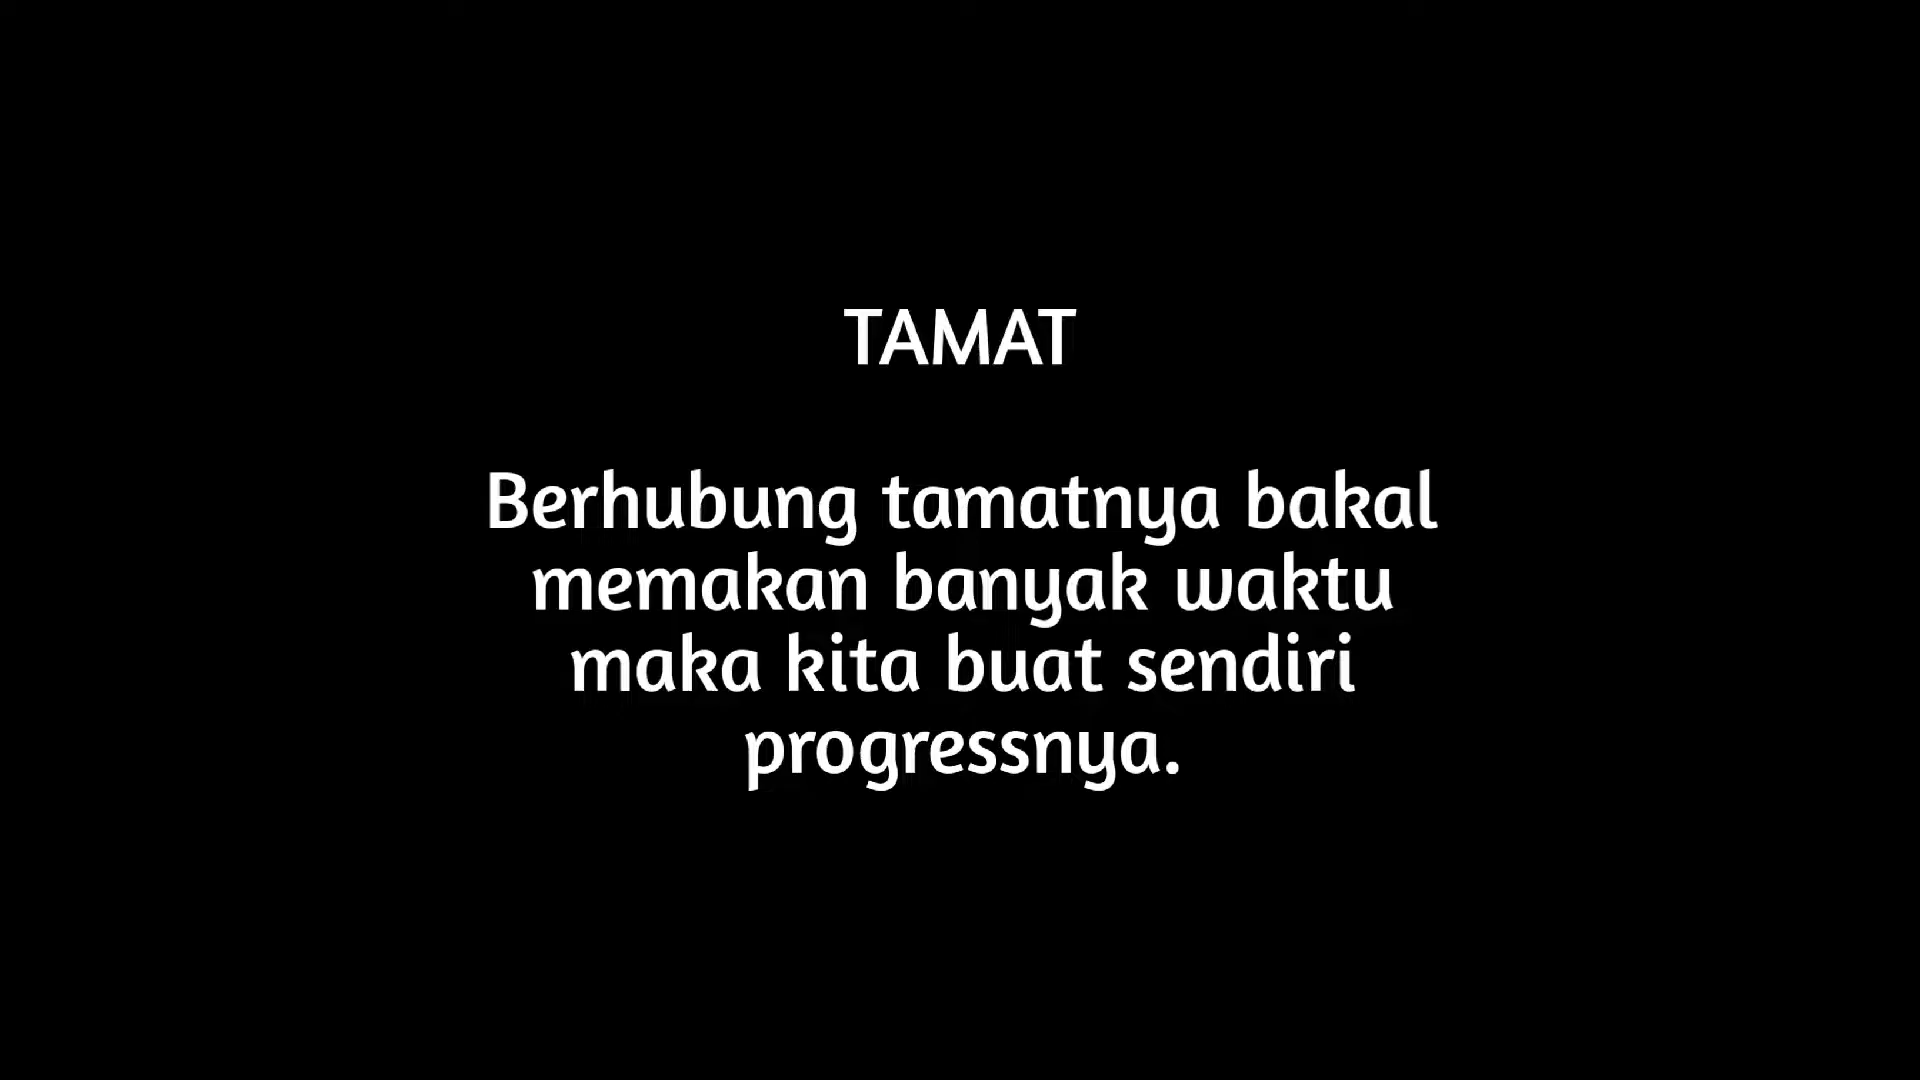 TAMAT
Berhubung tamatnya bakal
memakan banyak waktu
maka kita buat sendiri
progressnya.